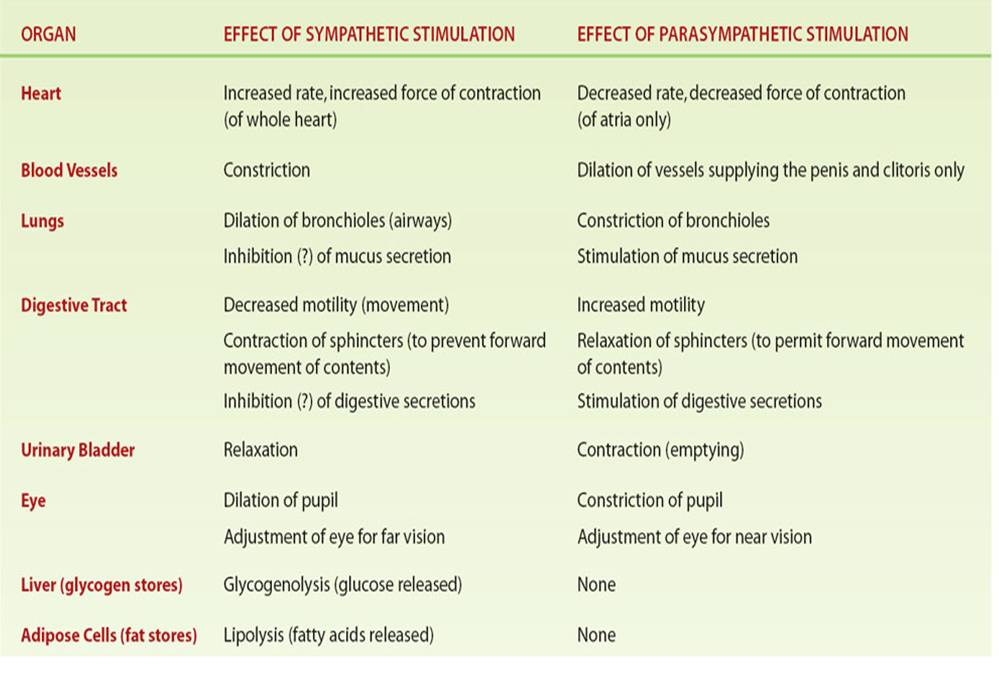 ORGAN EFFECT OF SYMPATHETIC STIMULATION EFFECT OF PARASYMPATHETIC STIMULATION
Heart Increased rate, increased force of contraction Decreased rate, decreased force of contraction
(of whole heart) (of atria only)
Blood Vessels Constriction Dilation of vessels supplying the penis and clitoris only
Lungs Dilation of bronchioles (airways) Constriction of bronchioles
Inhibition (?) of mucus secretion Stimulation of mucus secretion
Digestive Tract Decreased motility (movement) Increased motility
Contraction of sphincters (to prevent forward Relaxation of sphincters (to permit forward movement
movement of contents) of contents)
Inhibition (?) of digestive secretions Stimulation of digestive secretions
Urinary Bladder Relaxation Contraction (emptying)
Eye Dilation of pupil Constriction of pupil
Adjustment of eye for far vision Adjustment of eye for near vision
Liver (glycogen stores) Glycogenolysis (glucose released) None
Adipose Cells (fat stores) Lipolysis (fatty acids released) None